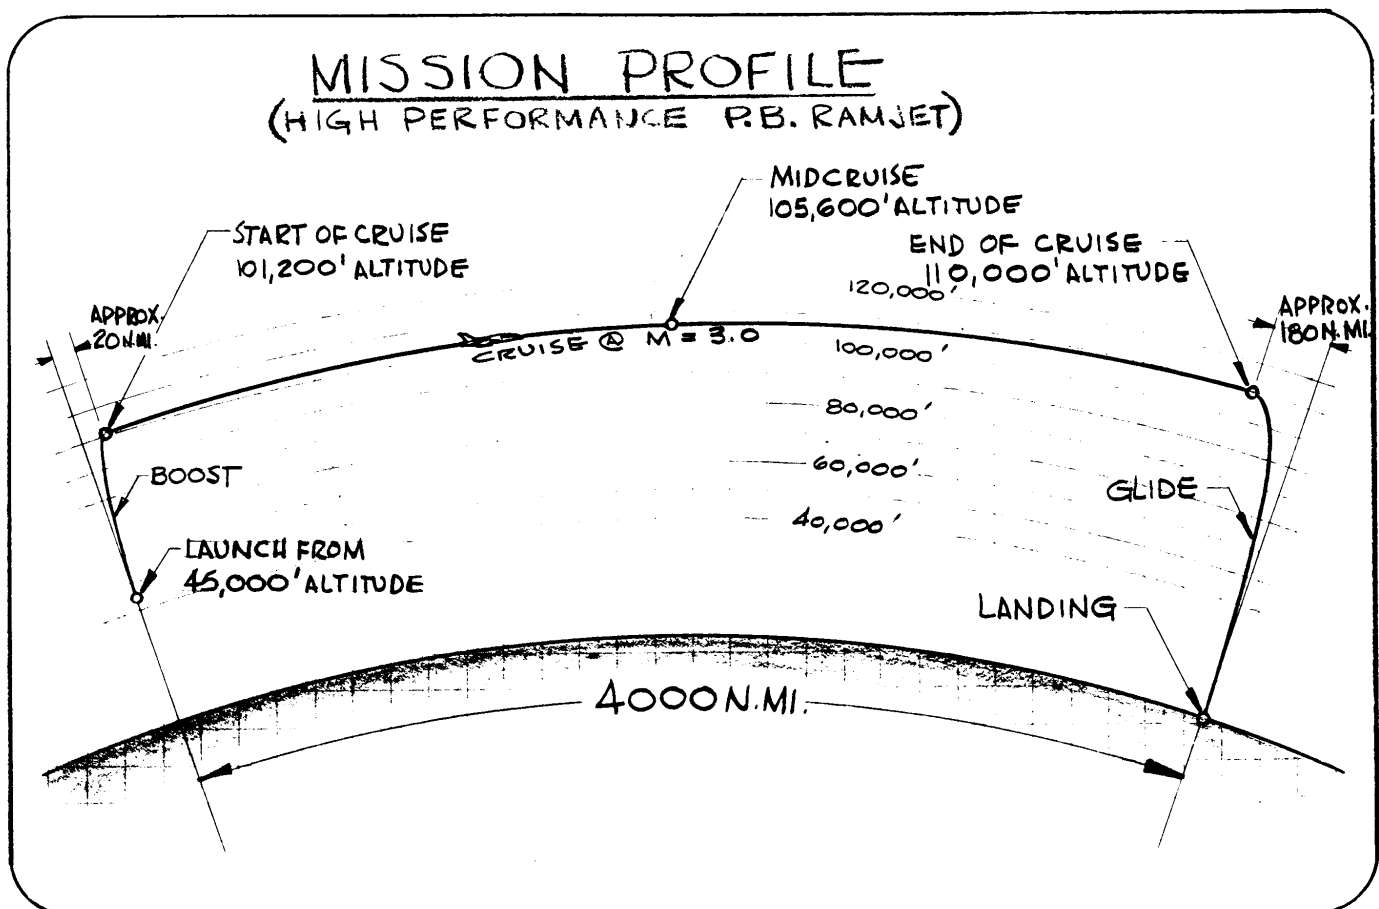 MISSION PROFILE
(HIGH PERFORMANCE P.B. RAMJET)
MIDCRUISE
105,600' ALTITUDE
START OF CRUISE
101,200' ALTITUDE
END OF CRUISE
110,000' ALTITUDE
120,000'
APPROX.
20 N.MI.
APPROX.
180 N.MI.
CRUISE @ M = 3.0
100,000'
80,000'
60,000'
40,000'
BOOST
GLIDE
LAUNCH FROM
45,000' ALTITUDE
LANDING
4000 N.MI.